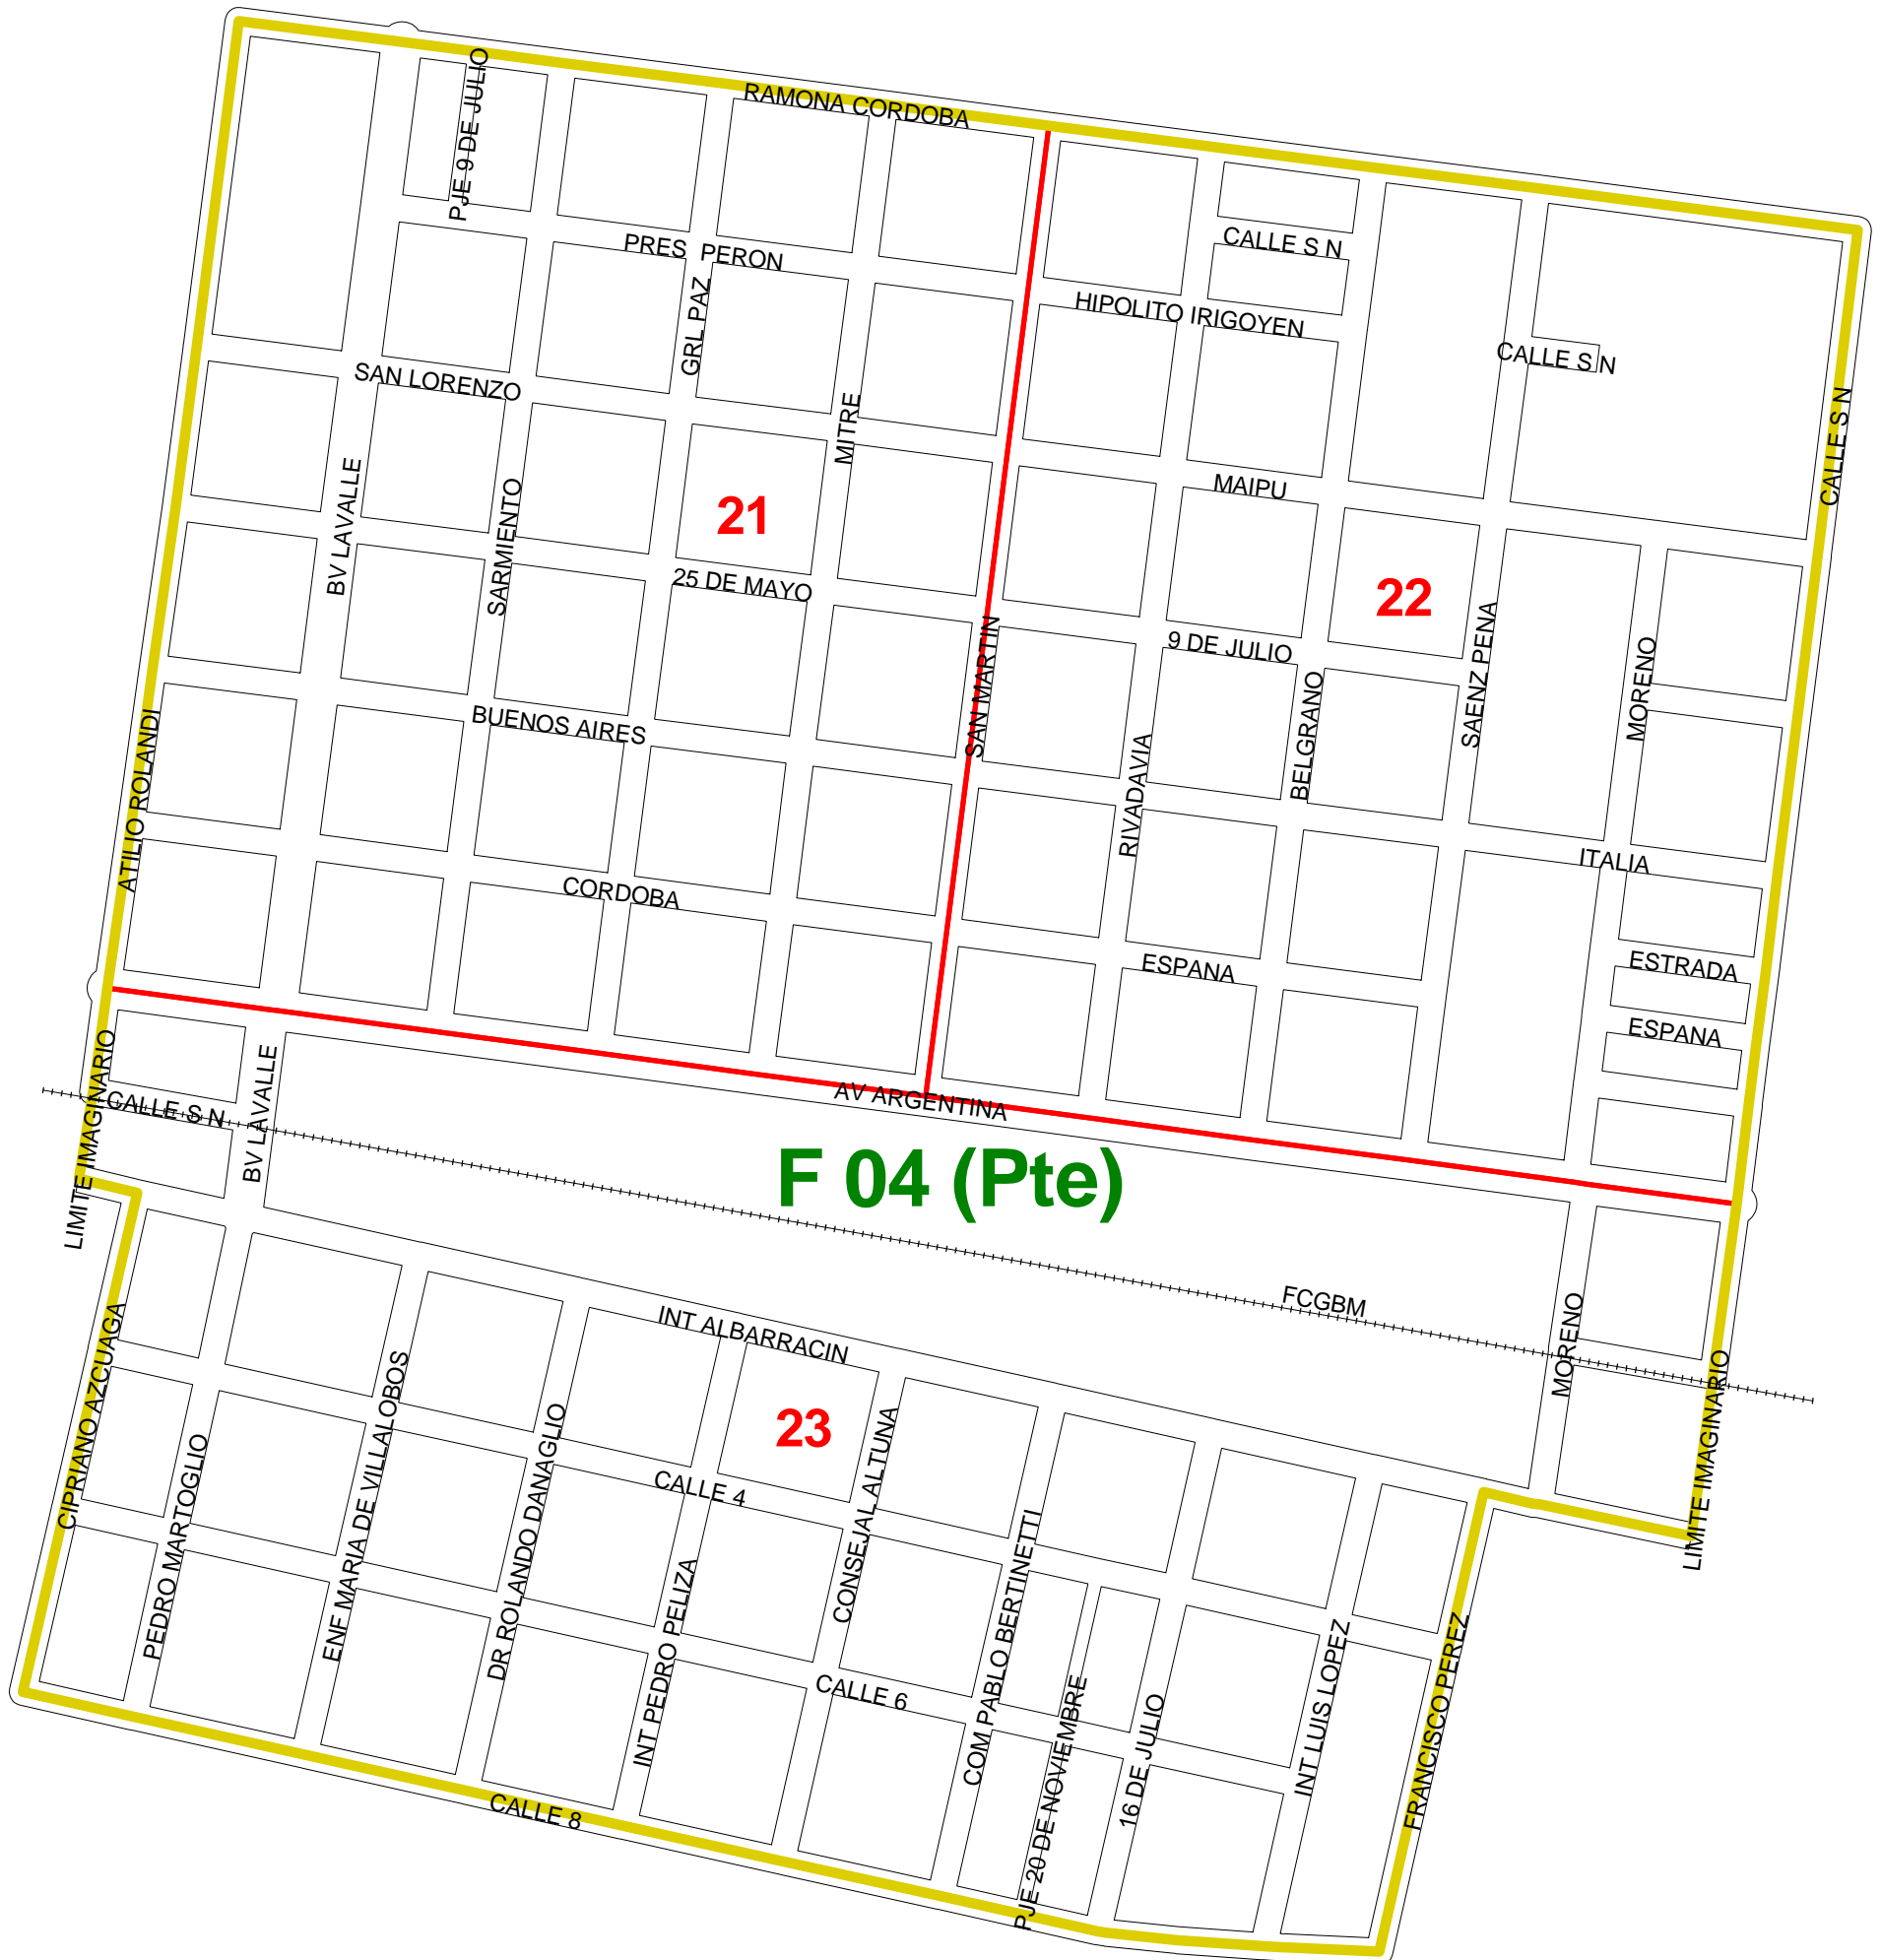 RAMONA CORDOBA
PJE 9 DE JULIO
PRES PERON
CALLE S N
GRL PAZ
HIPOLITO IRIGOYEN
CALLE S N
SAN LORENZO
MITRE
CALLE S N
BV LAVALLE
SARMIENTO
21
MAIPU
25 DE MAYO
22
9 DE JULIO
SAN MARTIN
SAENZ PENA
MORENO
BELGRANO
BUENOS AIRES
ATILIO ROLANDI
RIVADAVIA
ITALIA
CORDOBA
ESPANA
ESTRADA
ESPANA
LIMITE IMAGINARIO
CALLE S N
BV LAVALLE
AV ARGENTINA
F 04 (Pte)
FCGBM
MORENO
INT ALBARRACIN
CIPRIANO AZCUAGA
ENF MARIA DE VILLALOBOS
23
LIMITE IMAGINARIO
PEDRO MARTOGLIO
DR ROLANDO DANAGLIO
CALLE 4
CONSEJAL ALTUNA
COM PABLO BERTINETTI
INT PEDRO PELIZA
CALLE 6
PJE 20 DE NOVIEMBRE
16 DE JULIO
INT LUIS LOPEZ
FRANCISCO PEREZ
CALLE 8